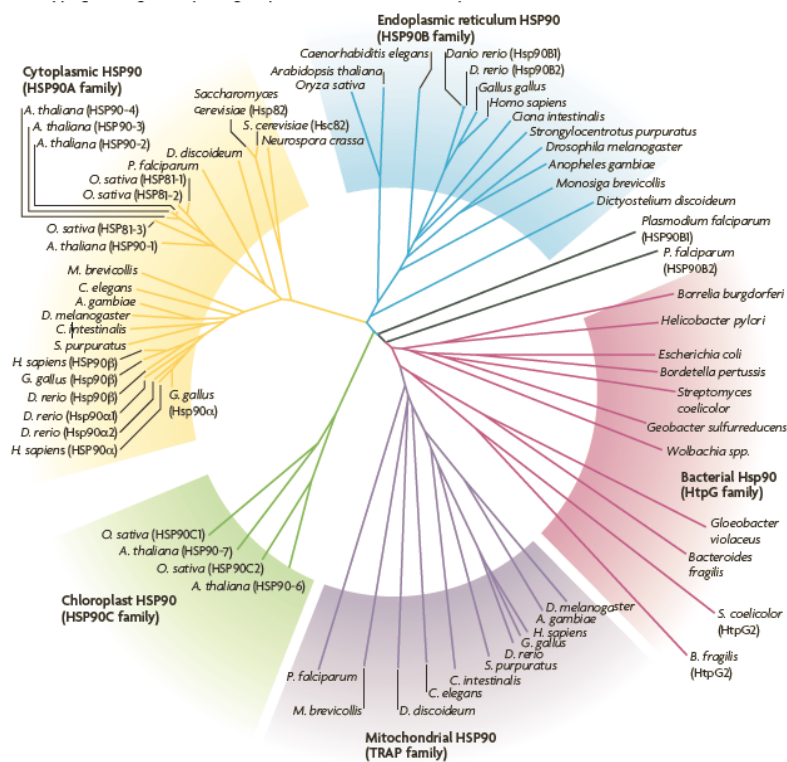 Endoplasmic reticulum HSP90
(HSP90B family)
Caenorhabditis elegans
Danio rerio (Hsp90B1)
D. rerio (Hsp90B2)
Arabidopsis thaliana
Oryza sativa
Gallus gallus
Homo sapiens
Ciona intestinalis
Strongylocentrotus purpuratus
Drosophila melanogaster
Anopheles gambiae
Monosiga brevicollis
Dictyostelium discoideum
Plasmodium falciparum
(HSP90B1)
P. falciparum
(HSP90B2)
Borrelia burgdorferi
Helicobacter pylori
Escherichia coli
Bordetella pertussis
Streptomyces
coelicolor
Geobacter sulfurreducens
Wolbachia spp.
Bacterial Hsp90
(HtpG family)
Gloeobacter
violaceus
Bacteroides
fragilis
S. coelicolor
(HtpG2)
B. fragilis
(HtpG2)
D. melanogaster
A. gambiae
H. sapiens
G. gallus
D. rerio
S. purpuratus
C. intestinalis
C. elegans
D. discoideum
M. brevicollis
P. falciparum
Mitochondrial HSP90
(TRAP family)
O. sativa (HSP90C1)
A. thaliana (HSP90-7)
O. sativa (HSP90C2)
A. thaliana (HSP90-6)
Chloroplast HSP90
(HSP90C family)
Cytoplasmic HSP90
(HSP90A family)
A. thaliana (HSP90-4)
A. thaliana (HSP90-3)
A. thaliana (HSP90-2)
Saccharomyces
cerevisiae (Hsp82)
S. cerevisiae (Hsc82)
Neurospora crassa
D. discoideum
P. falciparum
O. sativa (HSP81-1)
O. sativa (HSP81-2)
O. sativa (HSP81-3)
A. thaliana (HSP90-1)
M. brevicollis
C. elegans
A. gambiae
D. melanogaster
C. intestinalis
S. purpuratus
H. sapiens (HSP90β)
G. gallus (Hsp90β)
D. rerio (Hsp90β)
D. rerio (Hsp90α1)
D. rerio (Hsp90α2)
H. sapiens (HSP90α)
G. gallus
(Hsp90α)